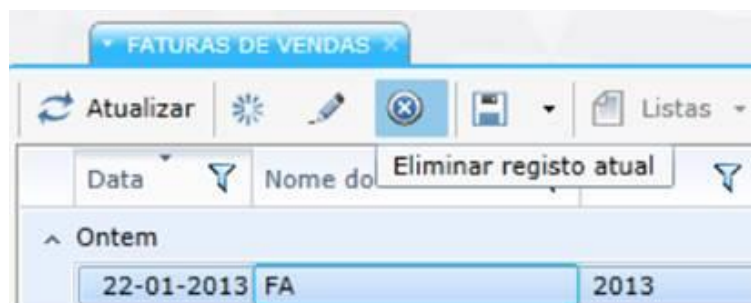 FATURAS DE VENDAS
Atualizar Listas
Eliminar registo atual
Data Nome do
Ontem
22-01-2013 FA 2013